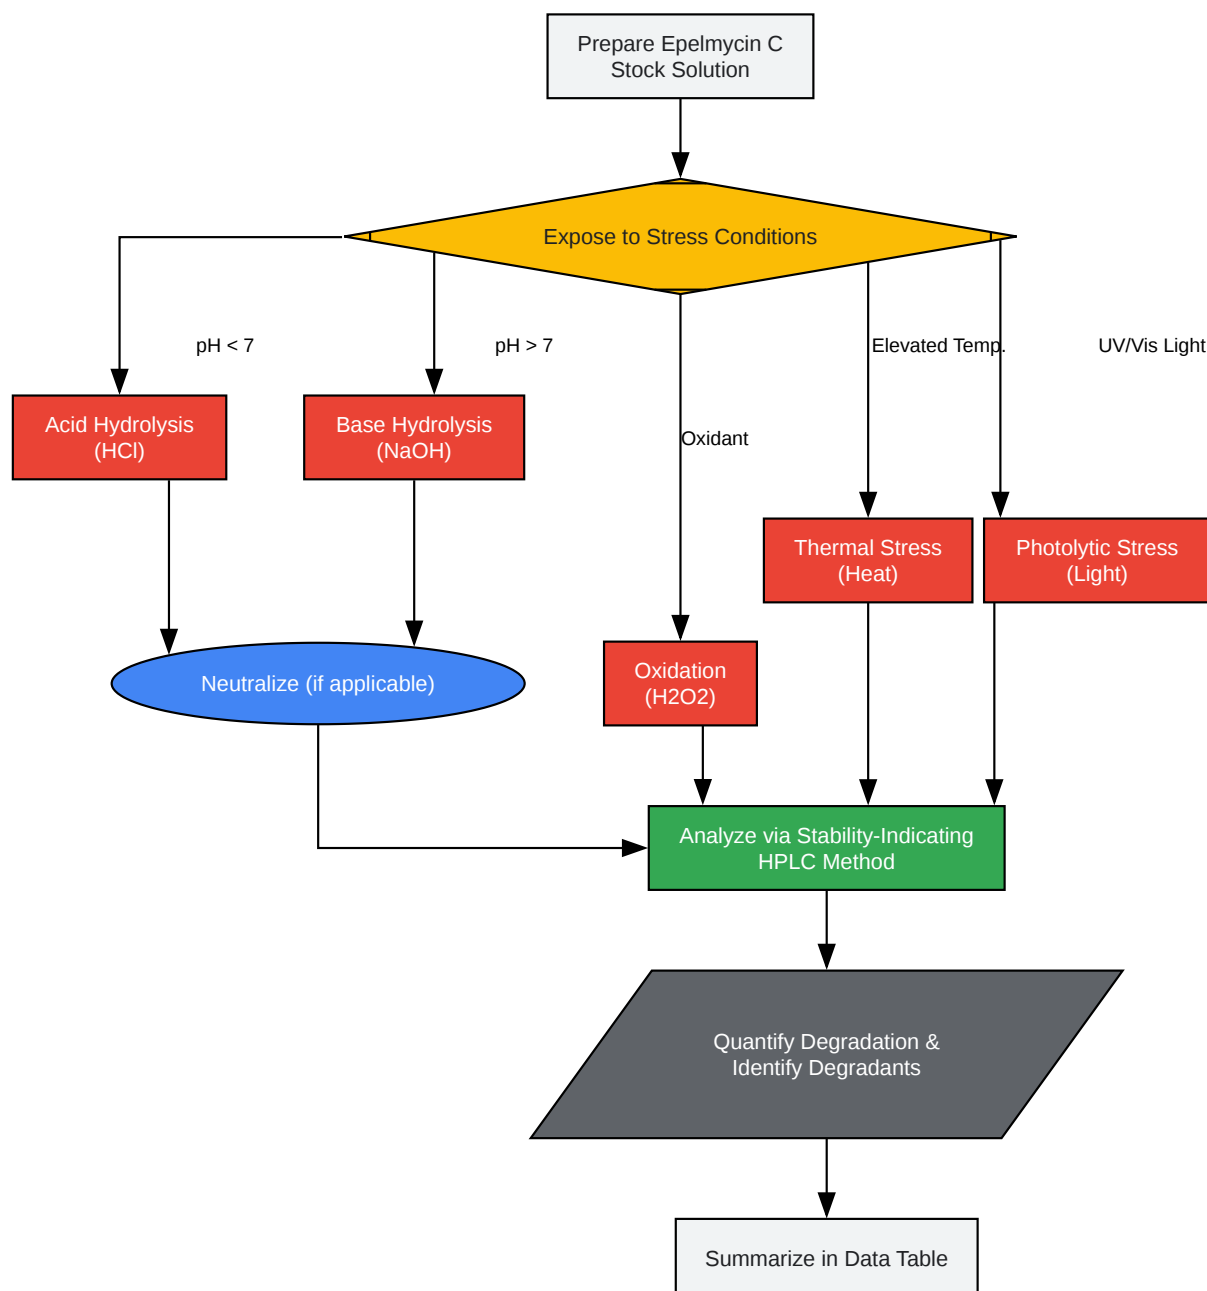 Prepare Epelmycin C
Stock Solution
Expose to Stress Conditions
pH < 7
pH > 7
Elevated Temp.
UV/Vis Light
Acid Hydrolysis
(HCl)
Base Hydrolysis
(NaOH)
Oxidant
Thermal Stress
(Heat)
Photolytic Stress
(Light)
Neutralize (if applicable)
Oxidation
(H2O2)
Analyze via Stability-Indicating
HPLC Method
Quantify Degradation &
Identify Degradants
Summarize in Data Table